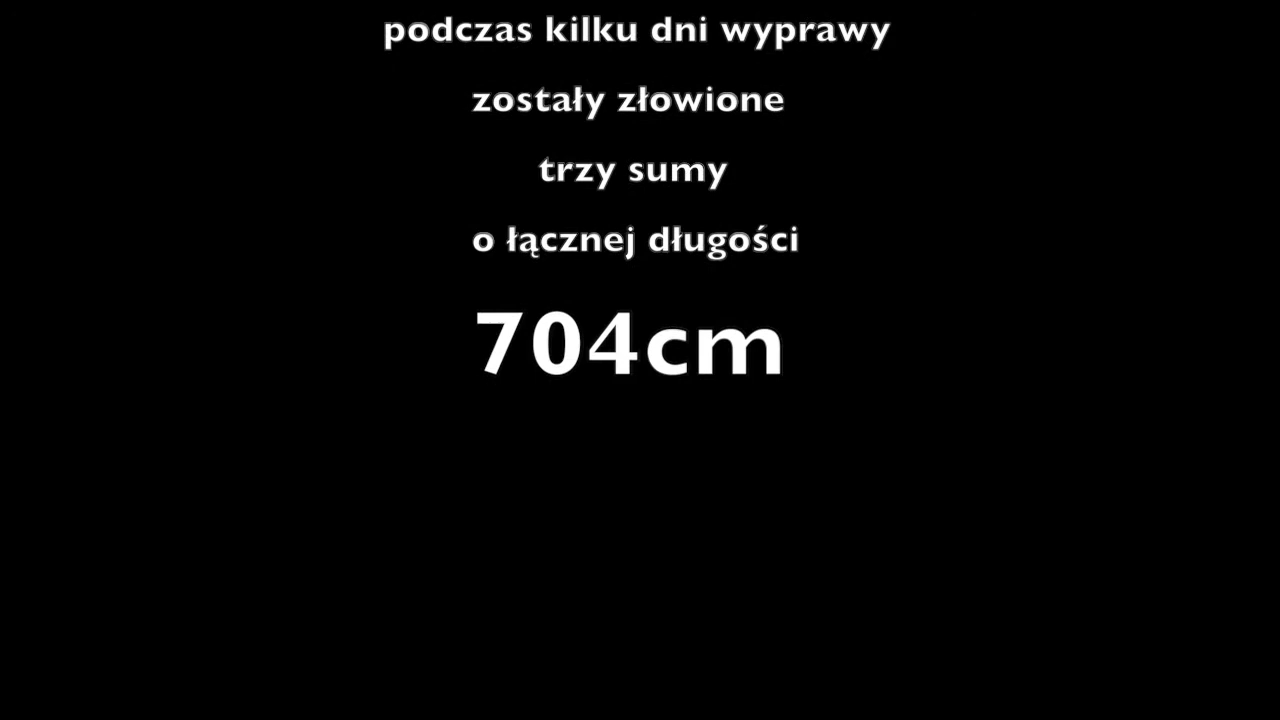 podczas kilku dni wyprawy
zostały złowione
trzy sumy
o łącznej długości
704cm